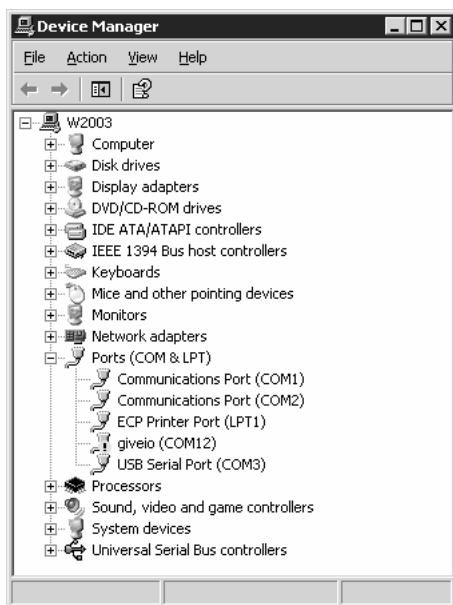 Device Manager
File Action View Help
W2003
Computer
Disk drives
Display adapters
DVD/CD-ROM drives
IDE ATA/ATAPI controllers
IEEE 1394 Bus host controllers
Keyboards
Mice and other pointing devices
Monitors
Network adapters
Ports (COM & LPT)
Communications Port (COM1)
Communications Port (COM2)
ECP Printer Port (LPT1)
giveio (COM12)
USB Serial Port (COM3)
Processors
Sound, video and game controllers
System devices
Universal Serial Bus controllers